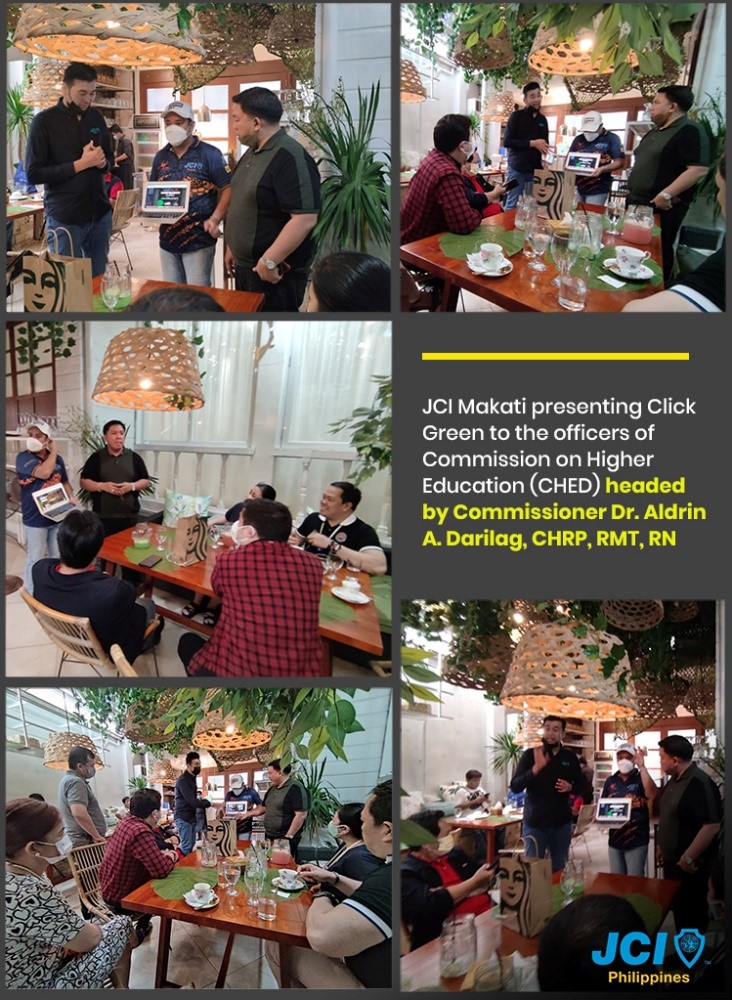 JCI
JCI Makati presenting Click
Green to the officers of
Commission on Higher
Education (CHED) headed
by Commissioner Dr. Aldrin
A. Darilag, CHRP, RMT, RN
JCI
Philippines